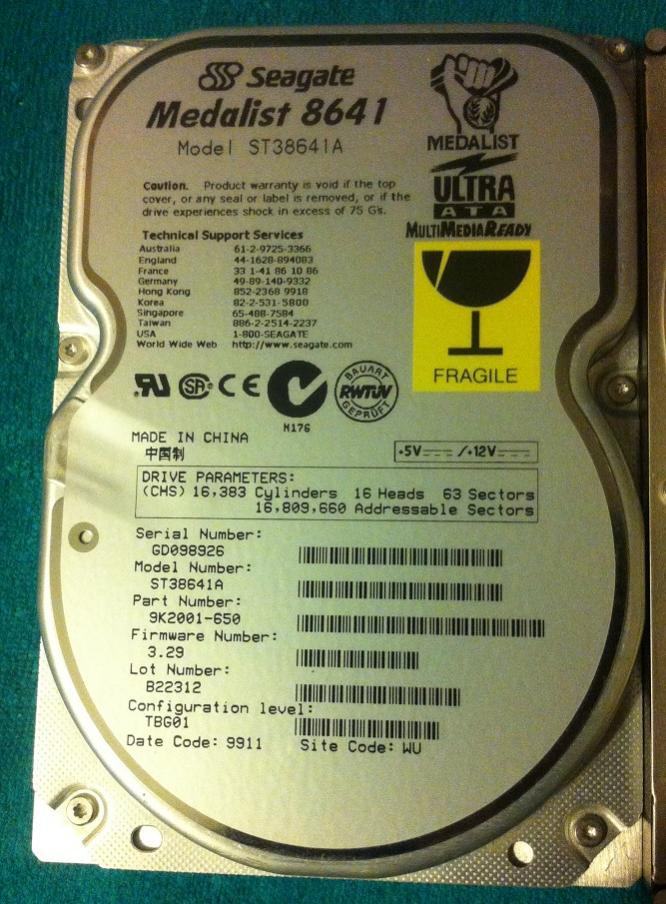 Seagate
Medalist 8641
Model ST38641A
MEDALIST
ULTRA
ATA
MULTIMEDIAREADY
Caution. Product warranty is void if the top
cover, or any seal or label is removed, or if the
drive experiences shock in excess of 75 G's.
Technical Support Services
Australia 61-2-9725-3366
England 44-1628-894083
France 33 1-41 86 10 86
Germany 49-89-140-9332
Hong Kong 852-2368 9918
Korea 82-2-531-5800
Singapore 65-488-7584
Taiwan 886-2-2514-2237
USA 1-800-SEAGATE
World Wide Web http://www.seagate.com
FRAGILE
RU SA CE
N176
BAUART
RWTÜV
GEPRÜFT
MADE IN CHINA
中国制
+5V /+12V
DRIVE PARAMETERS:
(CHS) 16,383 Cylinders 16 Heads 63 Sectors
16,809,660 Addressable Sectors
Serial Number:
GD098926
Model Number:
ST38641A
Part Number:
9K2001-650
Firmware Number:
3.29
Lot Number:
B22312
Configuration level:
TBG01
Date Code: 9911 Site Code: WU